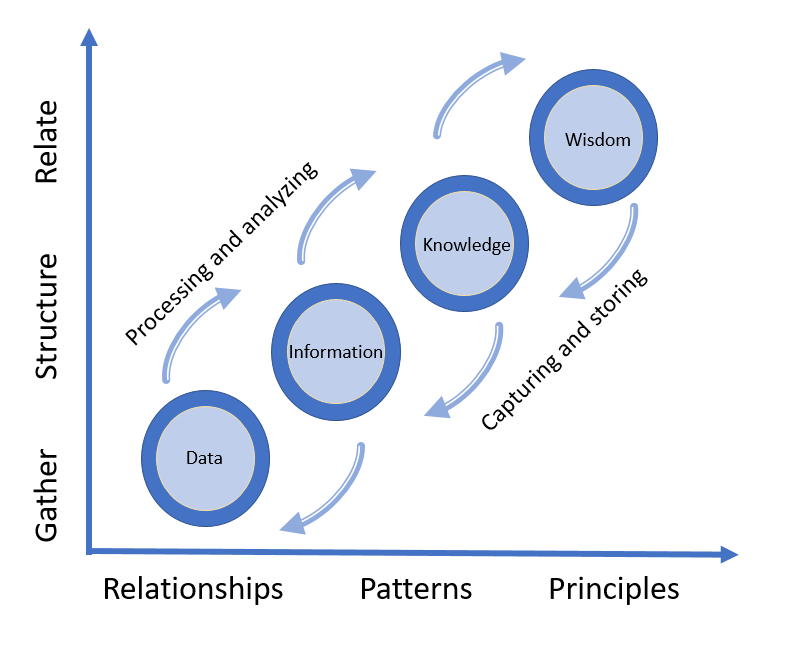 Relate
Structure
Gather
Processing and analyzing
Wisdom
Knowledge
Information
Data
Capturing and storing
Relationships
Patterns
Principles